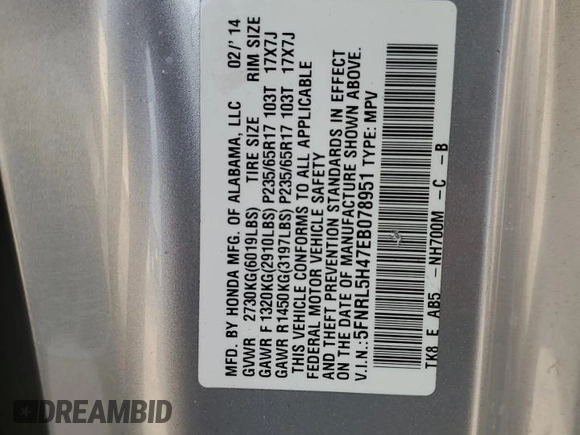 MFD. BY HONDA MFG. OF ALABAMA, LLC 02/' 14
GVWR 2730KG(6019LBS) TIRE SIZE RIM SIZE
GAWR F 1320KG(2910LBS) P235/65R17 103T 17X7J
GAWR R1450KG(3197LBS) P235/65R17 103T 17X7J
THIS VEHICLE CONFORMS TO ALL APPLICABLE
FEDERAL MOTOR VEHICLE SAFETY
AND THEFT PREVENTION STANDARDS IN EFFECT
ON THE DATE OF MANUFACTURE SHOWN ABOVE.
V.I.N.:5FNRL5H47EB078951 TYPE: MPV
TK8 E AB5 -NH700M -C -B
DREAMBID